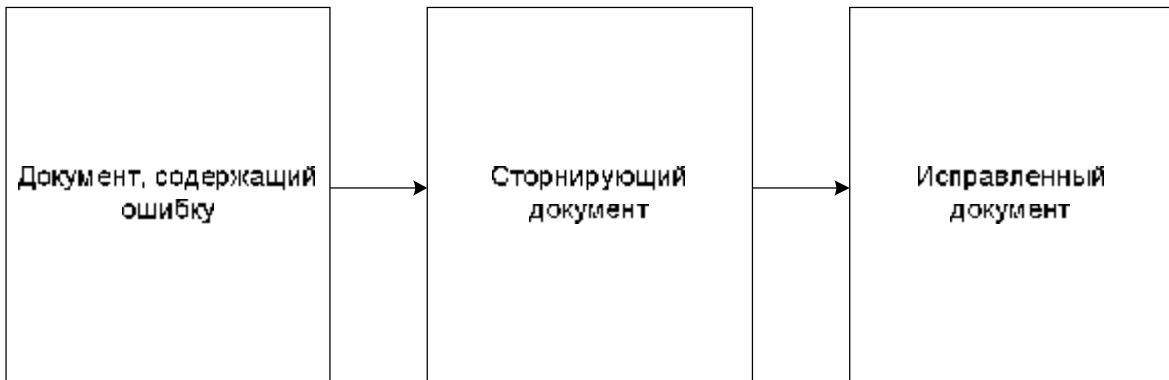 Документ, содержащий
ошибку
Сторнирующий
документ
Исправленный
документ